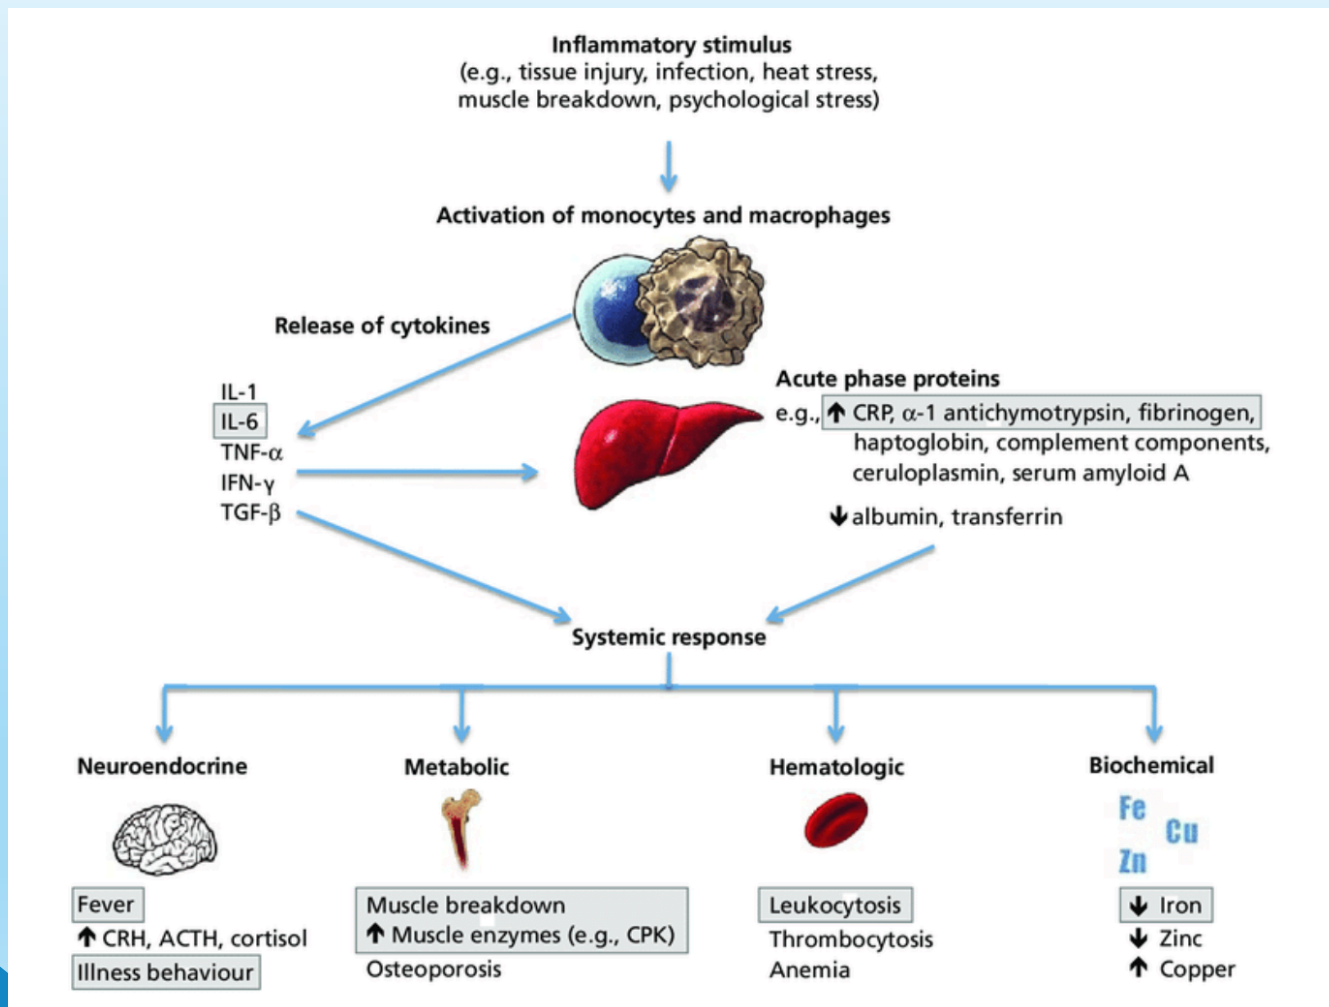 Inflammatory stimulus
(e.g., tissue injury, infection, heat stress,
muscle breakdown, psychological stress)
Activation of monocytes and macrophages
Release of cytokines
IL-1
IL-6
TNF-α
IFN-γ
TGF-β
Acute phase proteins
e.g., ↑ CRP, α-1 antichymotrypsin, fibrinogen,
haptoglobin, complement components,
ceruloplasmin, serum amyloid A
↓ albumin, transferrin
Systemic response
Neuroendocrine
Fever
↑ CRH, ACTH, cortisol
Illness behaviour
Metabolic
Muscle breakdown
↑ Muscle enzymes (e.g., CPK)
Osteoporosis
Hematologic
Leukocytosis
Thrombocytosis
Anemia
Biochemical
Fe
Cu
Zn
↓ Iron
↓ Zinc
↑ Copper